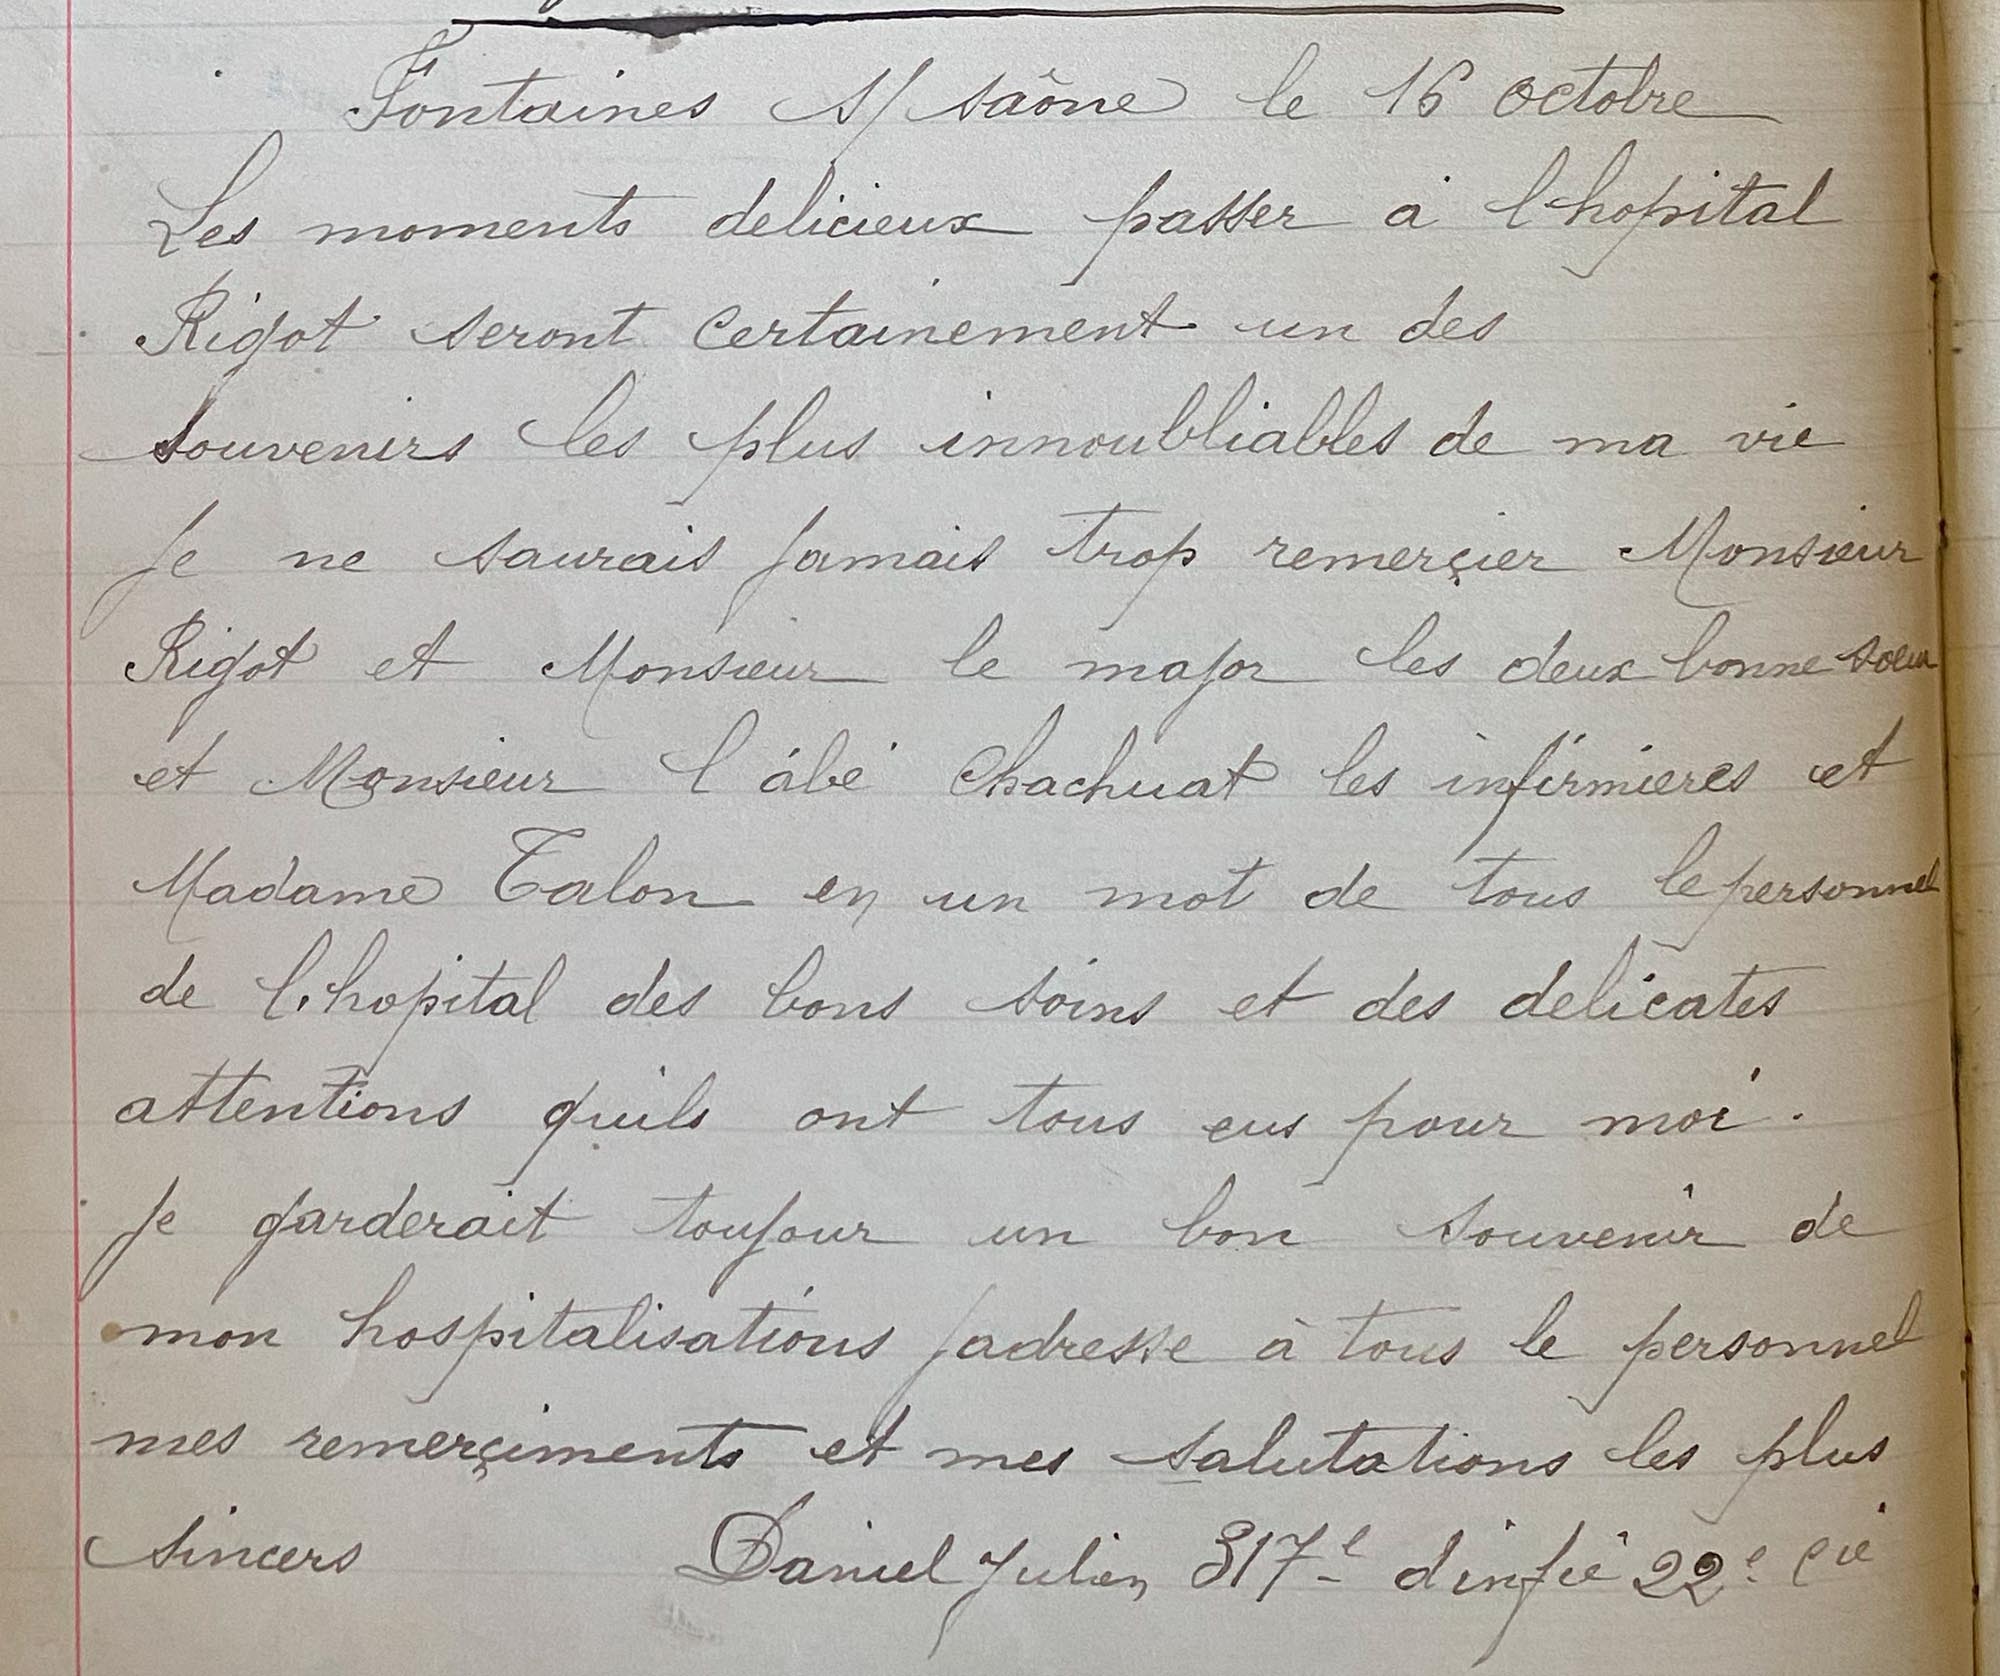 Fontaines s/ saône le 16 octobre
Les moments delicieux passer à l'hopital
Rigot seront certainement un des
souvenirs les plus innoubliables de ma vie
Je ne saurais jamais trop remerçier Monsieur
Rigot et Monsieur le major les deux bonne soeur
et Monsieur l'àbé Chachuat les infirmieres et
Madame Talon en un mot de tous le personnel
de l'hopital des bons soins et des delicates
attentions quils ont tous eus pour moi.
Je garderait toujour un bon souvenir de
mon hospitalisations jadresse à tous le personnel
mes remerçiments et mes salutations les plus
sincers Daniel Julien 317e dinfie 22e Cie